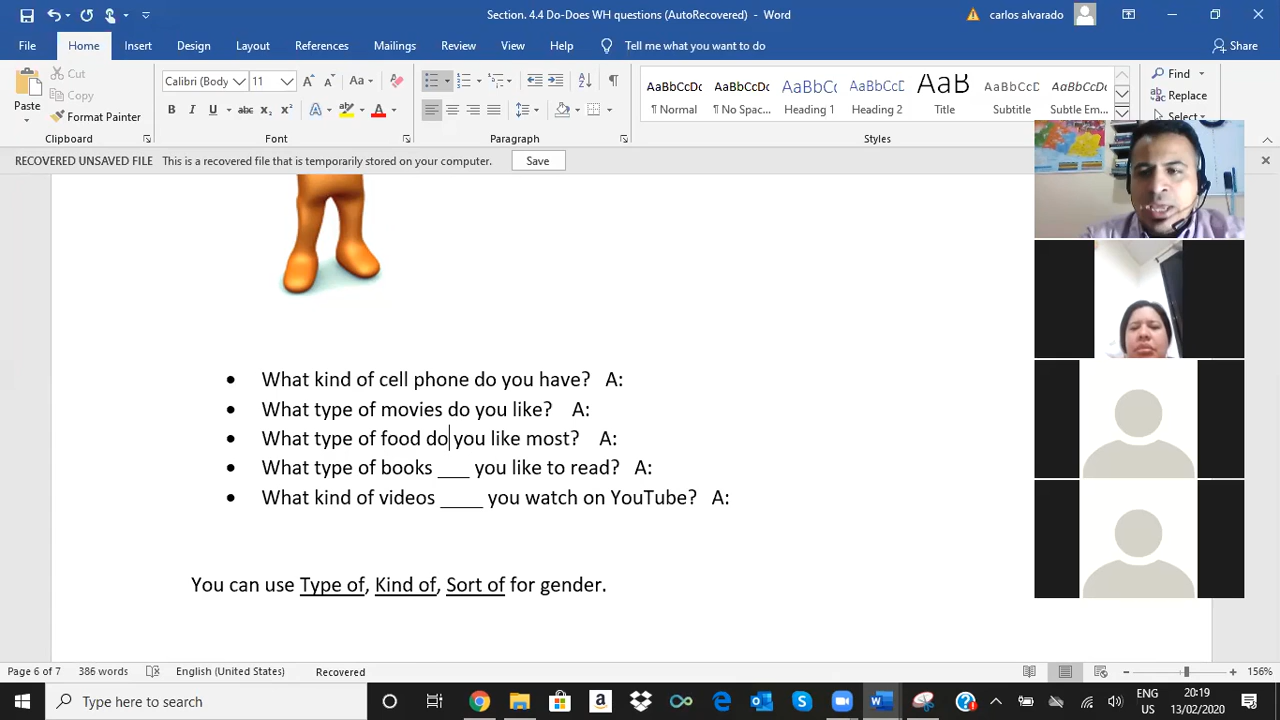 Section. 4.4 Do-Does WH questions (AutoRecovered) - Word
carlos alvarado
File Home Insert Design Layout References Mailings Review View Help Tell me what you want to do Share
Paste
Cut
Copy
Format Painter
Clipboard
Calibri (Body 11
Font
Paragraph
AaBbCcDc ¶ Normal
AaBbCcDc ¶ No Spac...
AaBbCc Heading 1
AaBbCcD Heading 2
AaB Title
AaBbCcD Subtitle
AaBbCcDc Subtle Em...
Styles
Find
Replace
Select
RECOVERED UNSAVED FILE This is a recovered file that is temporarily stored on your computer. Save
• What kind of cell phone do you have? A:
• What type of movies do you like? A:
• What type of food do you like most? A:
• What type of books ___ you like to read? A:
• What kind of videos ____ you watch on YouTube? A:
You can use Type of, Kind of, Sort of for gender.
Page 6 of 7 386 words English (United States) Recovered 156%
Type here to search
ENG
US
20:19
13/02/2020